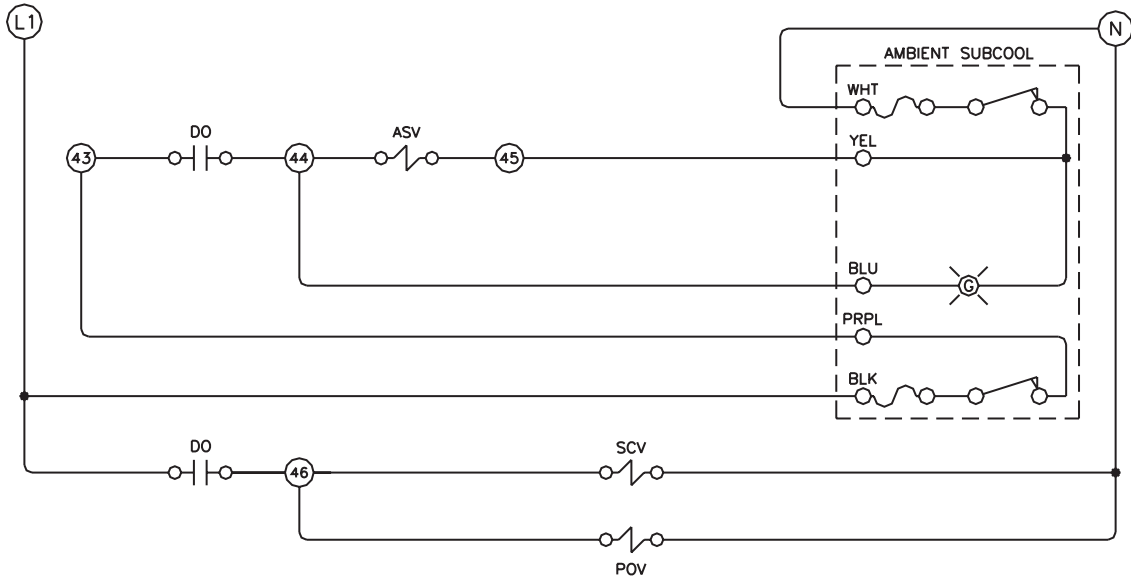 L1
N
AMBIENT SUBCOOL
WHT
DO
ASV
YEL
43
44
45
BLU
G
PRPL
BLK
DO
SCV
46
POV